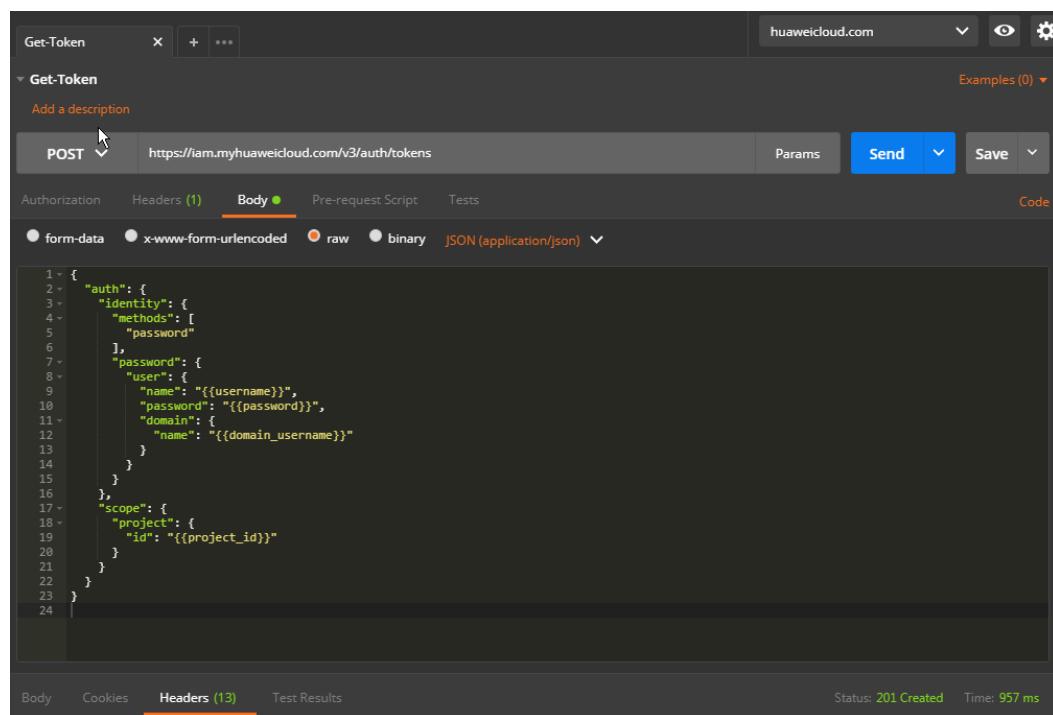 Get-Token × + ••• huaweicloud.com
Get-Token Examples (0)
Add a description
POST https://iam.myhuaweicloud.com/v3/auth/tokens Params Send Save
Authorization Headers (1) Body Pre-request Script Tests Code
form-data x-www-form-urlencoded raw binary JSON (application/json)
1 {
2 "auth": {
3 "identity": {
4 "methods": [
5 "password"
6 ],
7 "password": {
8 "user": {
9 "name": "{{username}}",
10 "password": "{{password}}",
11 "domain": {
12 "name": "{{domain_username}}"
13 }
14 }
15 }
16 },
17 "scope": {
18 "project": {
19 "id": "{{project_id}}"
20 }
21 }
22 }
23 }
24
Body Cookies Headers (13) Test Results Status: 201 Created Time: 957 ms